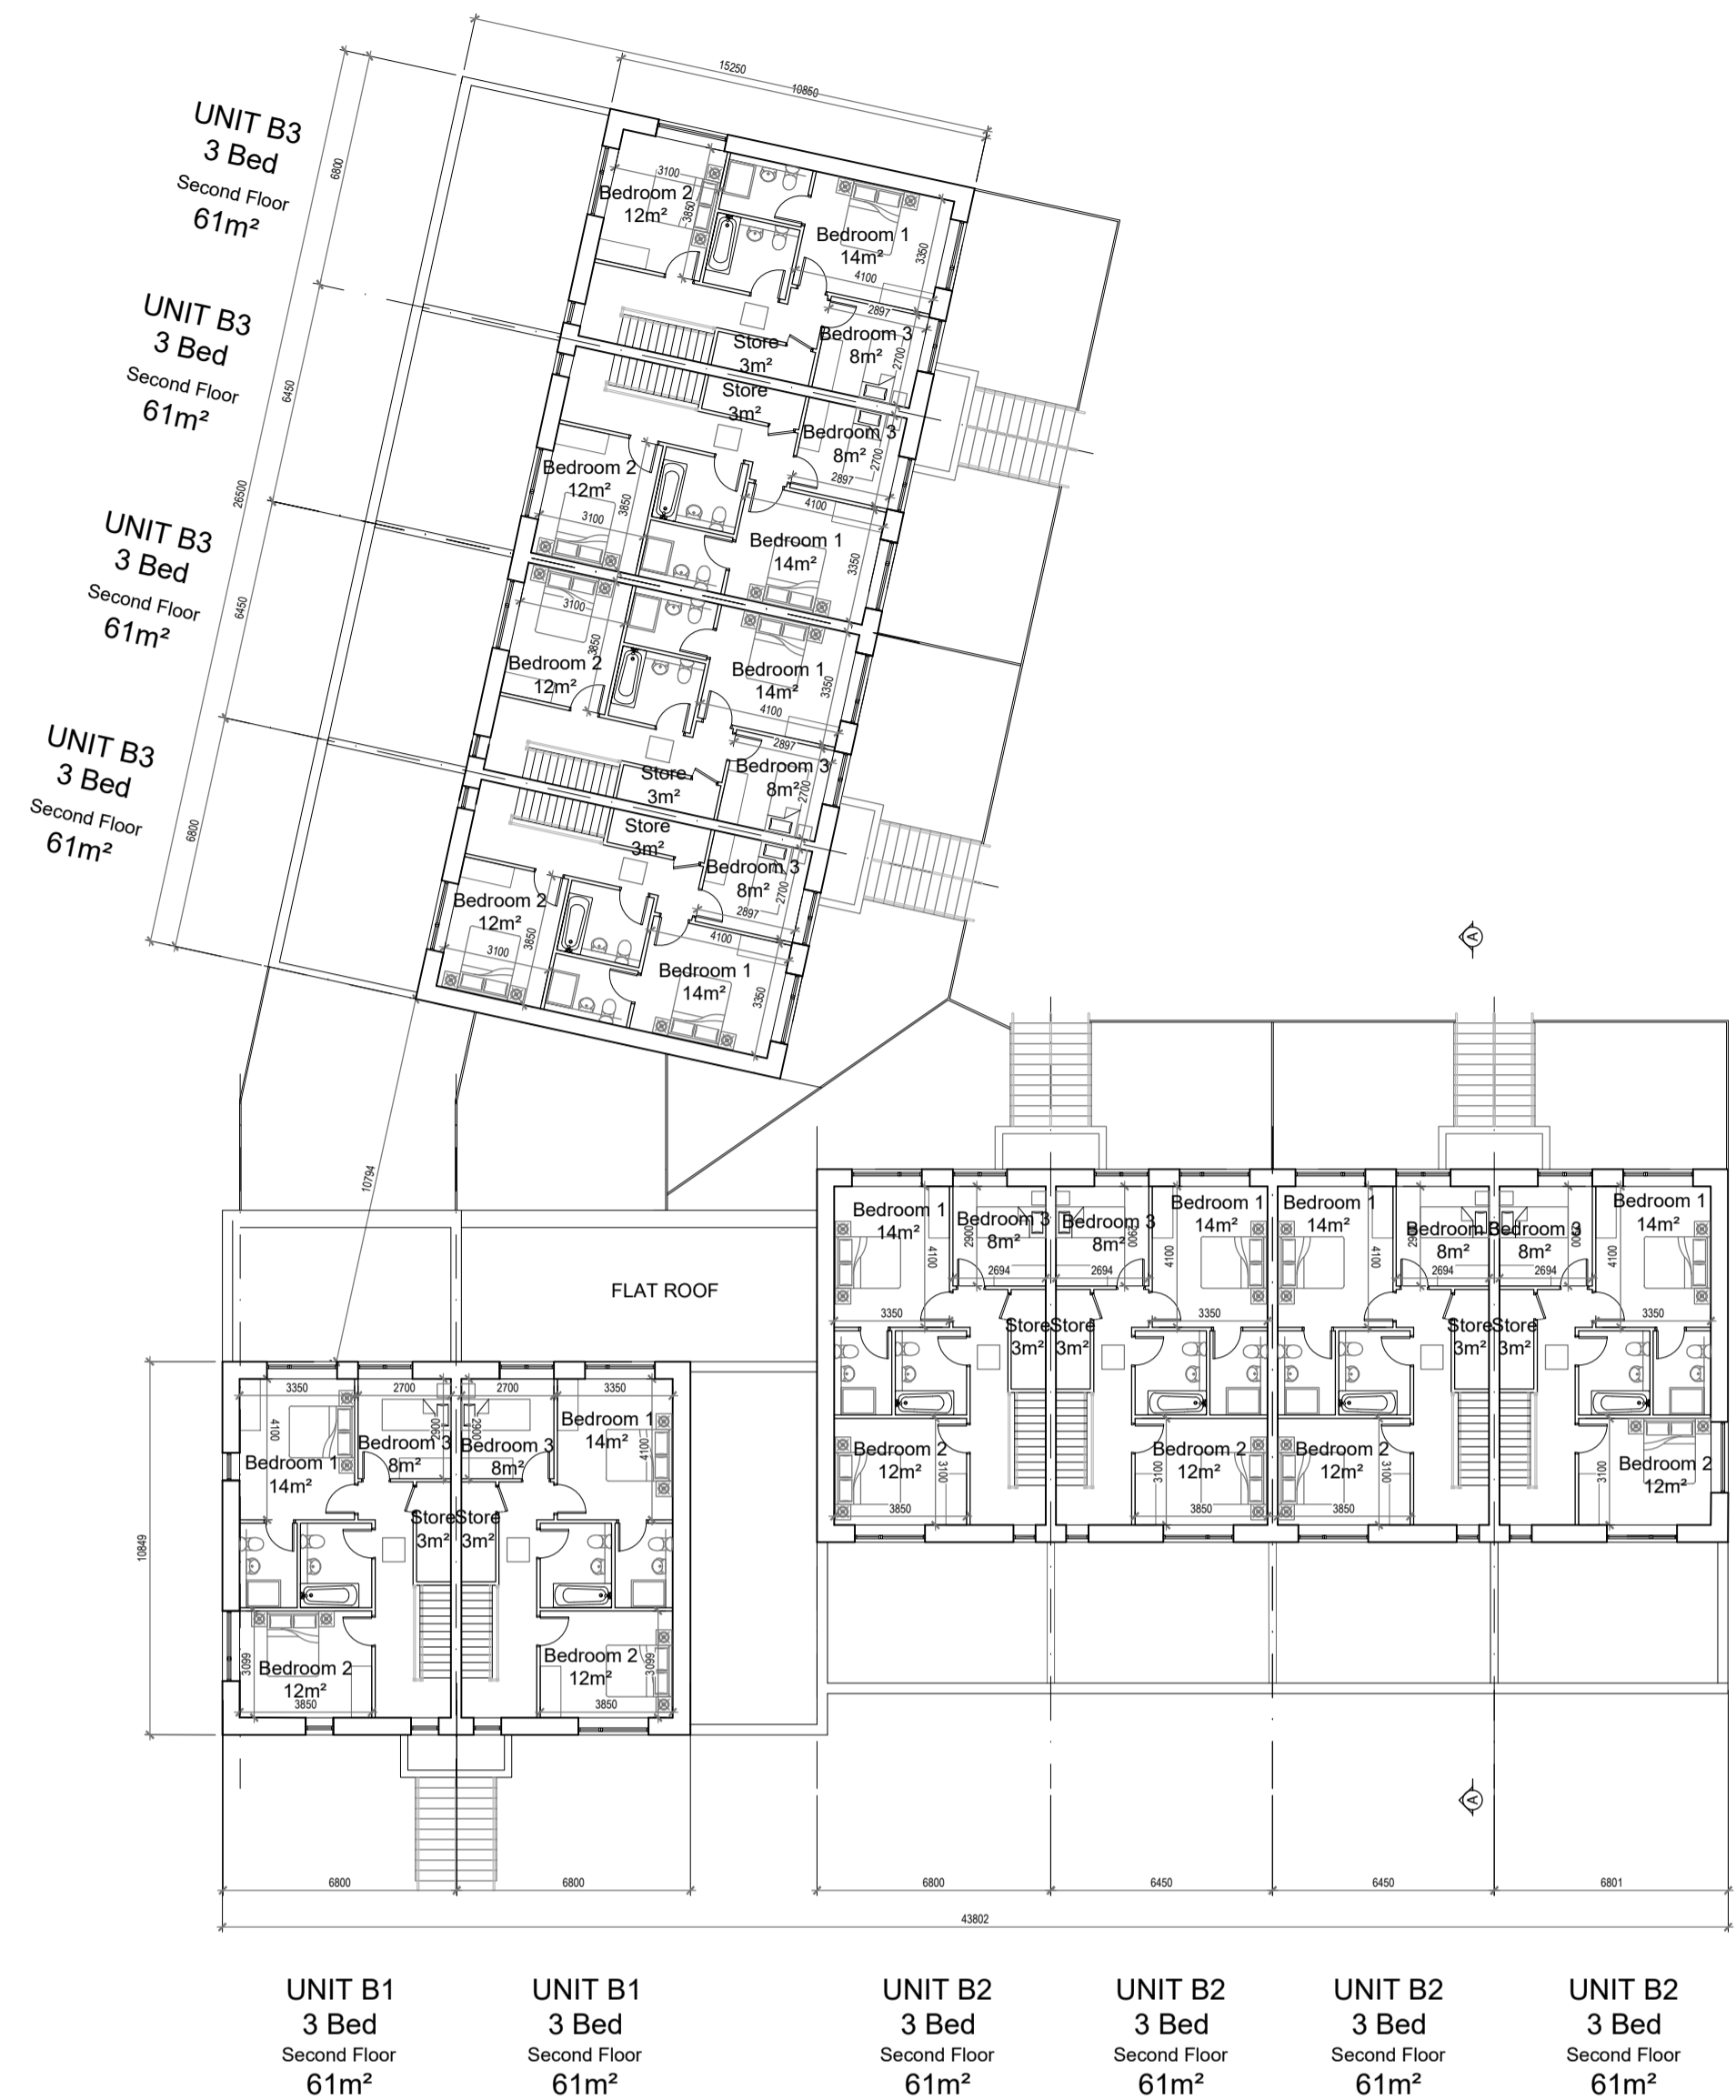 15250
10850
UNIT B3
3 Bed
Second Floor
61m²
6800
3100
Bedroom 2
12m²
3850
Bedroom 1
14m²
3350
4100
2897
Bedroom 3
8m²
2700
Store
3m²
UNIT B3
3 Bed
Second Floor
61m²
6450
Store
3m²
Bedroom 3
8m²
2700
2897
Bedroom 2
12m²
3850
3100
4100
Bedroom 1
14m²
3350
26500
UNIT B3
3 Bed
Second Floor
61m²
6450
3100
3850
Bedroom 2
12m²
Bedroom 1
14m²
3350
4100
2897
Bedroom 3
8m²
2700
Store
3m²
UNIT B3
3 Bed
Second Floor
61m²
6800
Store
3m²
Bedroom 3
8m²
2700
2897
Bedroom 2
12m²
3850
3100
4100
Bedroom 1
14m²
3350
A
10794
FLAT ROOF
Bedroom 1
14m²
4100
3350
Bedroom 3
8m²
2900
2694
Store
3m²
Bedroom 2
12m²
3100
3850
Bedroom 3
8m²
2900
2694
Bedroom 1
14m²
4100
3350
Store
3m²
Bedroom 2
12m²
3100
3850
Bedroom 1
14m²
4100
3350
Bedroom 3
8m²
2900
2694
Store
3m²
Bedroom 2
12m²
3100
3850
Bedroom 3
8m²
2900
2694
Bedroom 1
14m²
4100
3350
Store
3m²
Bedroom 2
12m²
3100
10849
3350
2700
2700
3350
4100
Bedroom 1
14m²
2900
Bedroom 3
8m²
Store
3m²
3099
Bedroom 2
12m²
3850
2900
Bedroom 3
8m²
Bedroom 1
14m²
4100
Store
3m²
Bedroom 2
12m²
3099
3850
A
6800
6800
6800
6450
6450
6801
43802
UNIT B1
3 Bed
Second Floor
61m²
UNIT B1
3 Bed
Second Floor
61m²
UNIT B2
3 Bed
Second Floor
61m²
UNIT B2
3 Bed
Second Floor
61m²
UNIT B2
3 Bed
Second Floor
61m²
UNIT B2
3 Bed
Second Floor
61m²